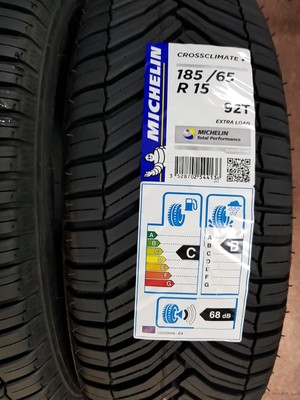 CROSSCLIMATE +
MICHELIN
185/65
R 15
92T
EXTRA LOAD
MICHELIN
Total Performance
A
B
C
D
E
F
G
C
A
B
C
D
E
F
G
B
68 dB